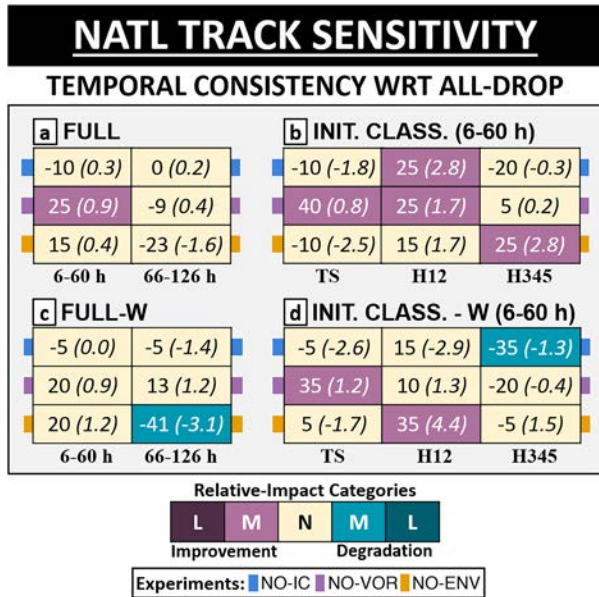 NATL TRACK SENSITIVITY
TEMPORAL CONSISTENCY WRT ALL-DROP
a FULL
-10 (0.3) 0 (0.2)
25 (0.9) -9 (0.4)
15 (0.4) -23 (-1.6)
6-60 h 66-126 h
b INIT. CLASS. (6-60 h)
-10 (-1.8) 25 (2.8) -20 (-0.3)
40 (0.8) 25 (1.7) 5 (0.2)
-10 (-2.5) 15 (1.7) 25 (2.8)
TS H12 H345
c FULL-W
-5 (0.0) -5 (-1.4)
20 (0.9) 13 (1.2)
20 (1.2) -41 (-3.1)
6-60 h 66-126 h
d INIT. CLASS. - W (6-60 h)
-5 (-2.6) 15 (-2.9) -35 (-1.3)
35 (1.2) 10 (1.3) -20 (-0.4)
5 (-1.7) 35 (4.4) -5 (1.5)
TS H12 H345
Relative-Impact Categories
L M N M L
Improvement Degradation
Experiments: NO-IC NO-VOR NO-ENV